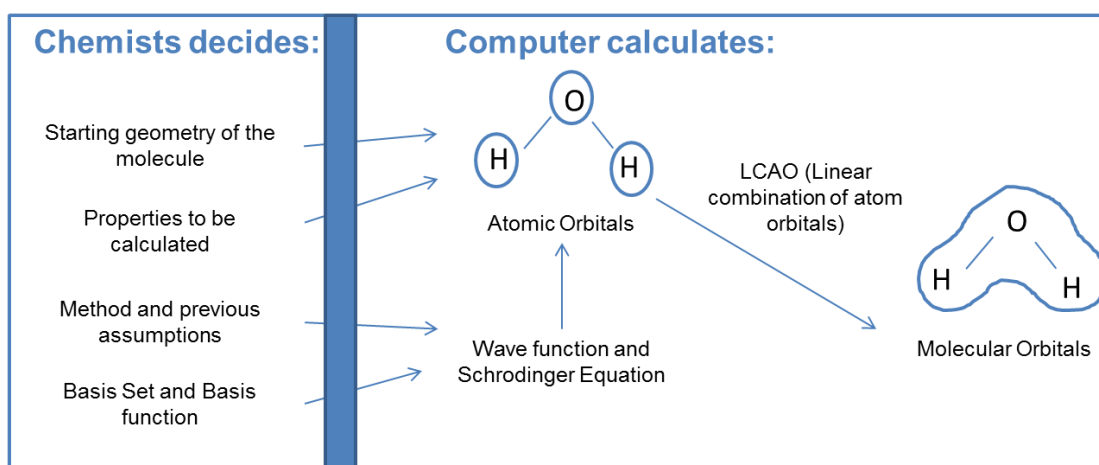 Chemists decides:
Starting geometry of the
molecule
Properties to be
calculated
Method and previous
assumptions
Basis Set and Basis
function
Computer calculates:
O
H
H
Atomic Orbitals
Wave function and
Schrodinger Equation
LCAO (Linear
combination of atom
orbitals)
O
H
H
Molecular Orbitals